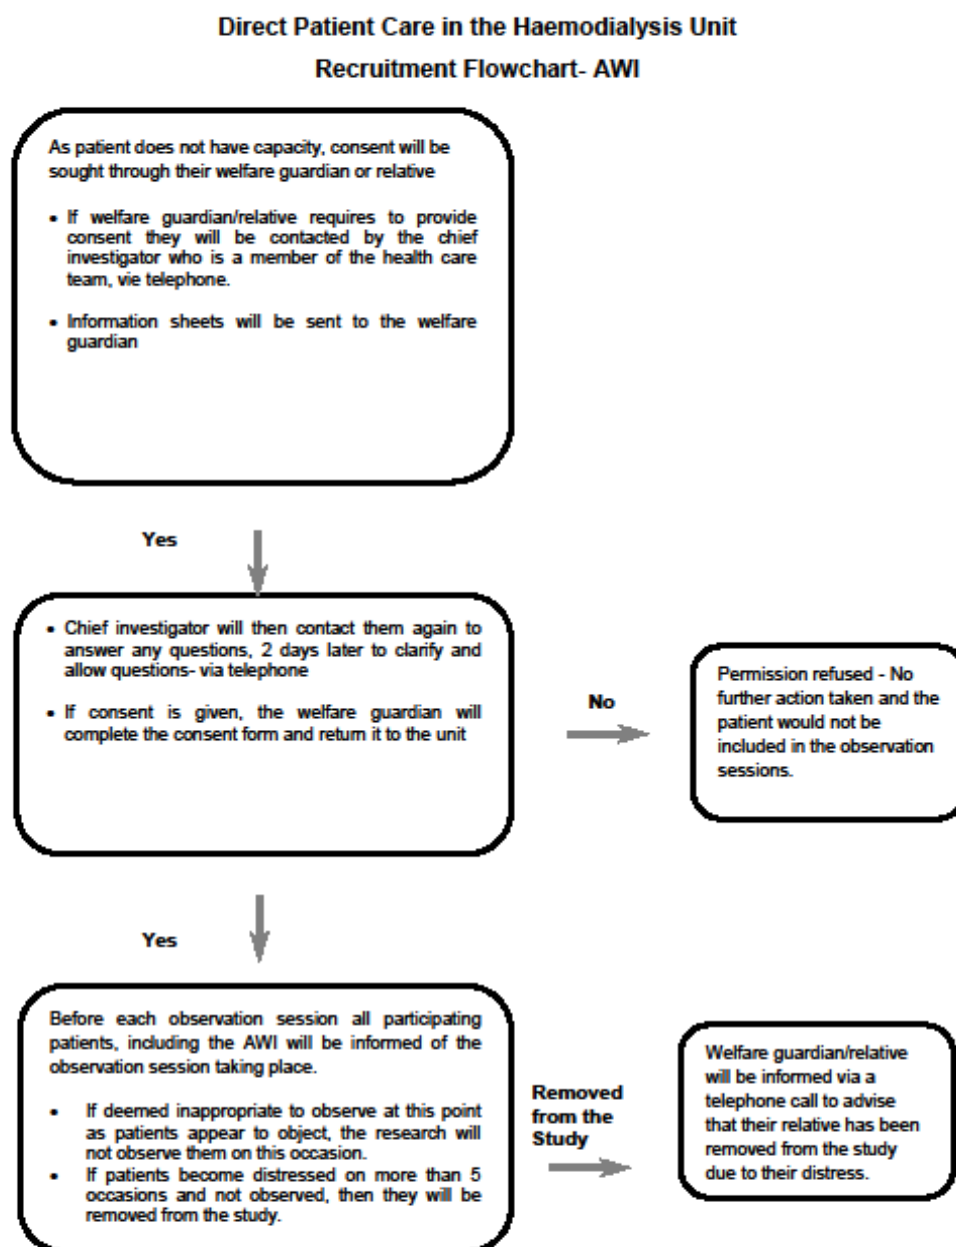 Direct Patient Care in the Haemodialysis Unit
Recruitment Flowchart- AWI
As patient does not have capacity, consent will be
sought through their welfare guardian or relative
• If welfare guardian/relative requires to provide
consent they will be contacted by the chief
investigator who is a member of the health care
team, vie telephone.
• Information sheets will be sent to the welfare
guardian
Yes
• Chief investigator will then contact them again to
answer any questions, 2 days later to clarify and
allow questions- via telephone
• If consent is given, the welfare guardian will
complete the consent form and return it to the unit
No
Permission refused - No
further action taken and the
patient would not be
included in the observation
sessions.
Yes
Before each observation session all participating
patients, including the AWI will be informed of the
observation session taking place.
• If deemed inappropriate to observe at this point
as patients appear to object, the research will
not observe them on this occasion.
• If patients become distressed on more than 5
occasions and not observed, then they will be
removed from the study.
Removed
from the
Study
Welfare guardian/relative
will be informed via a
telephone call to advise
that their relative has been
removed from the study
due to their distress.